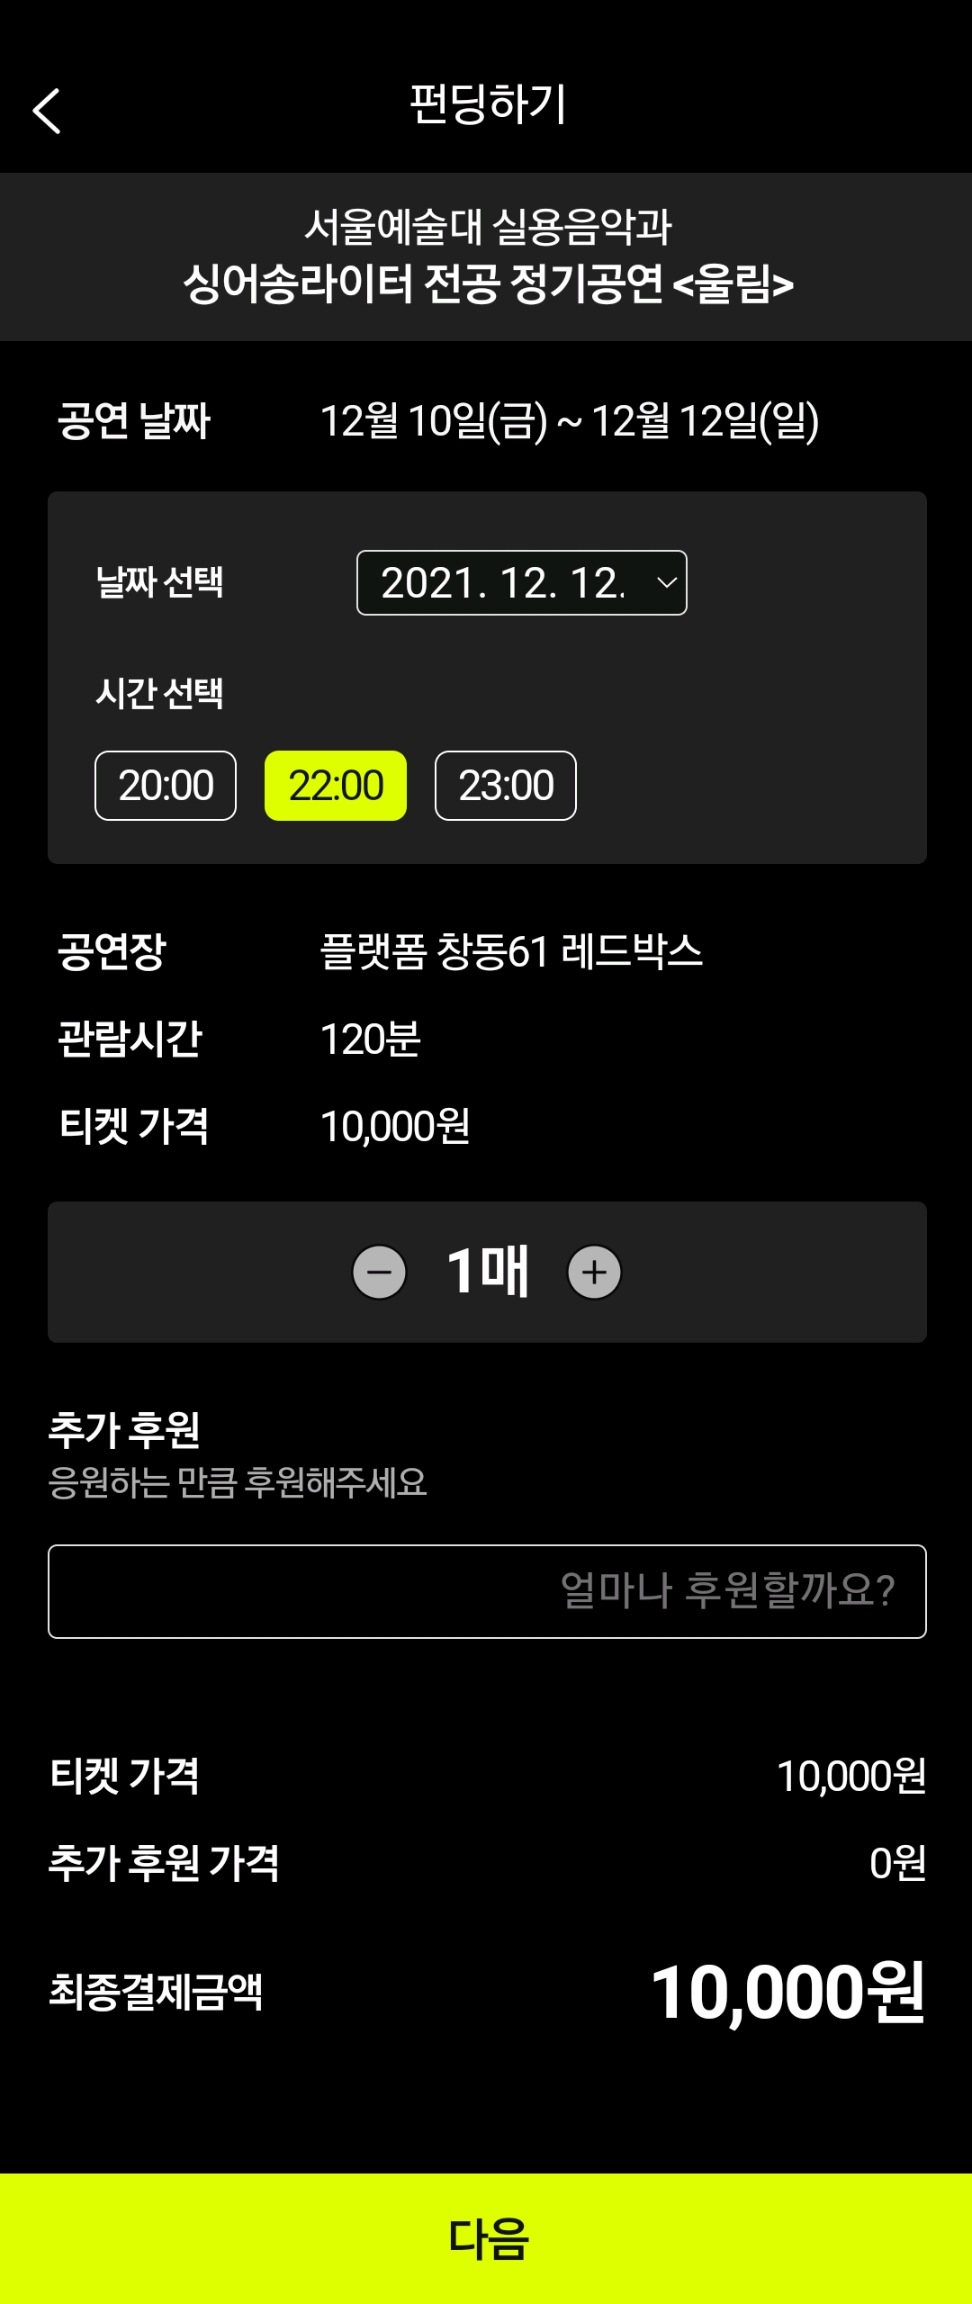 펀딩하기
서울예술대 실용음악과
싱어송라이터 전공 정기공연 <울림>
공연 날짜 12월 10일(금) ~ 12월 12일(일)
날짜 선택 2021. 12. 12.
시간 선택
20:00 22:00 23:00
공연장 플랫폼 창동61 레드박스
관람시간 120분
티켓 가격 10,000원
1매
추가 후원
응원하는 만큼 후원해주세요
얼마나 후원할까요?
티켓 가격 10,000원
추가 후원 가격 0원
최종결제금액 10,000원
다음